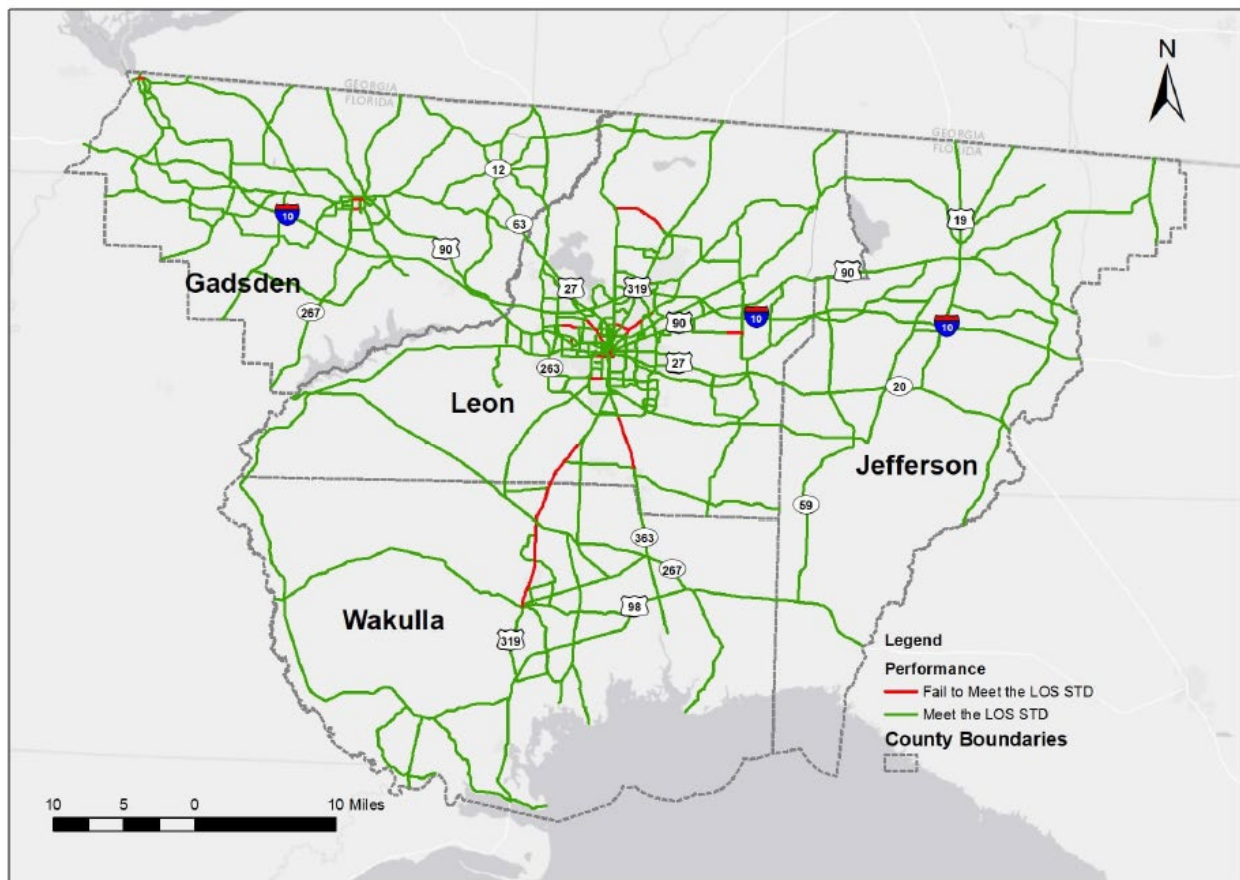 N
GEORGIA
FLORIDA
GEORGIA
FLORIDA
12
19
10
63
90
90
Gadsden
27
319
267
90
10
10
27
263
20
Leon
Jefferson
59
363
267
98
Wakulla
319
Legend
Performance
Fail to Meet the LOS STD
Meet the LOS STD
County Boundaries
10 5 0 10 Miles